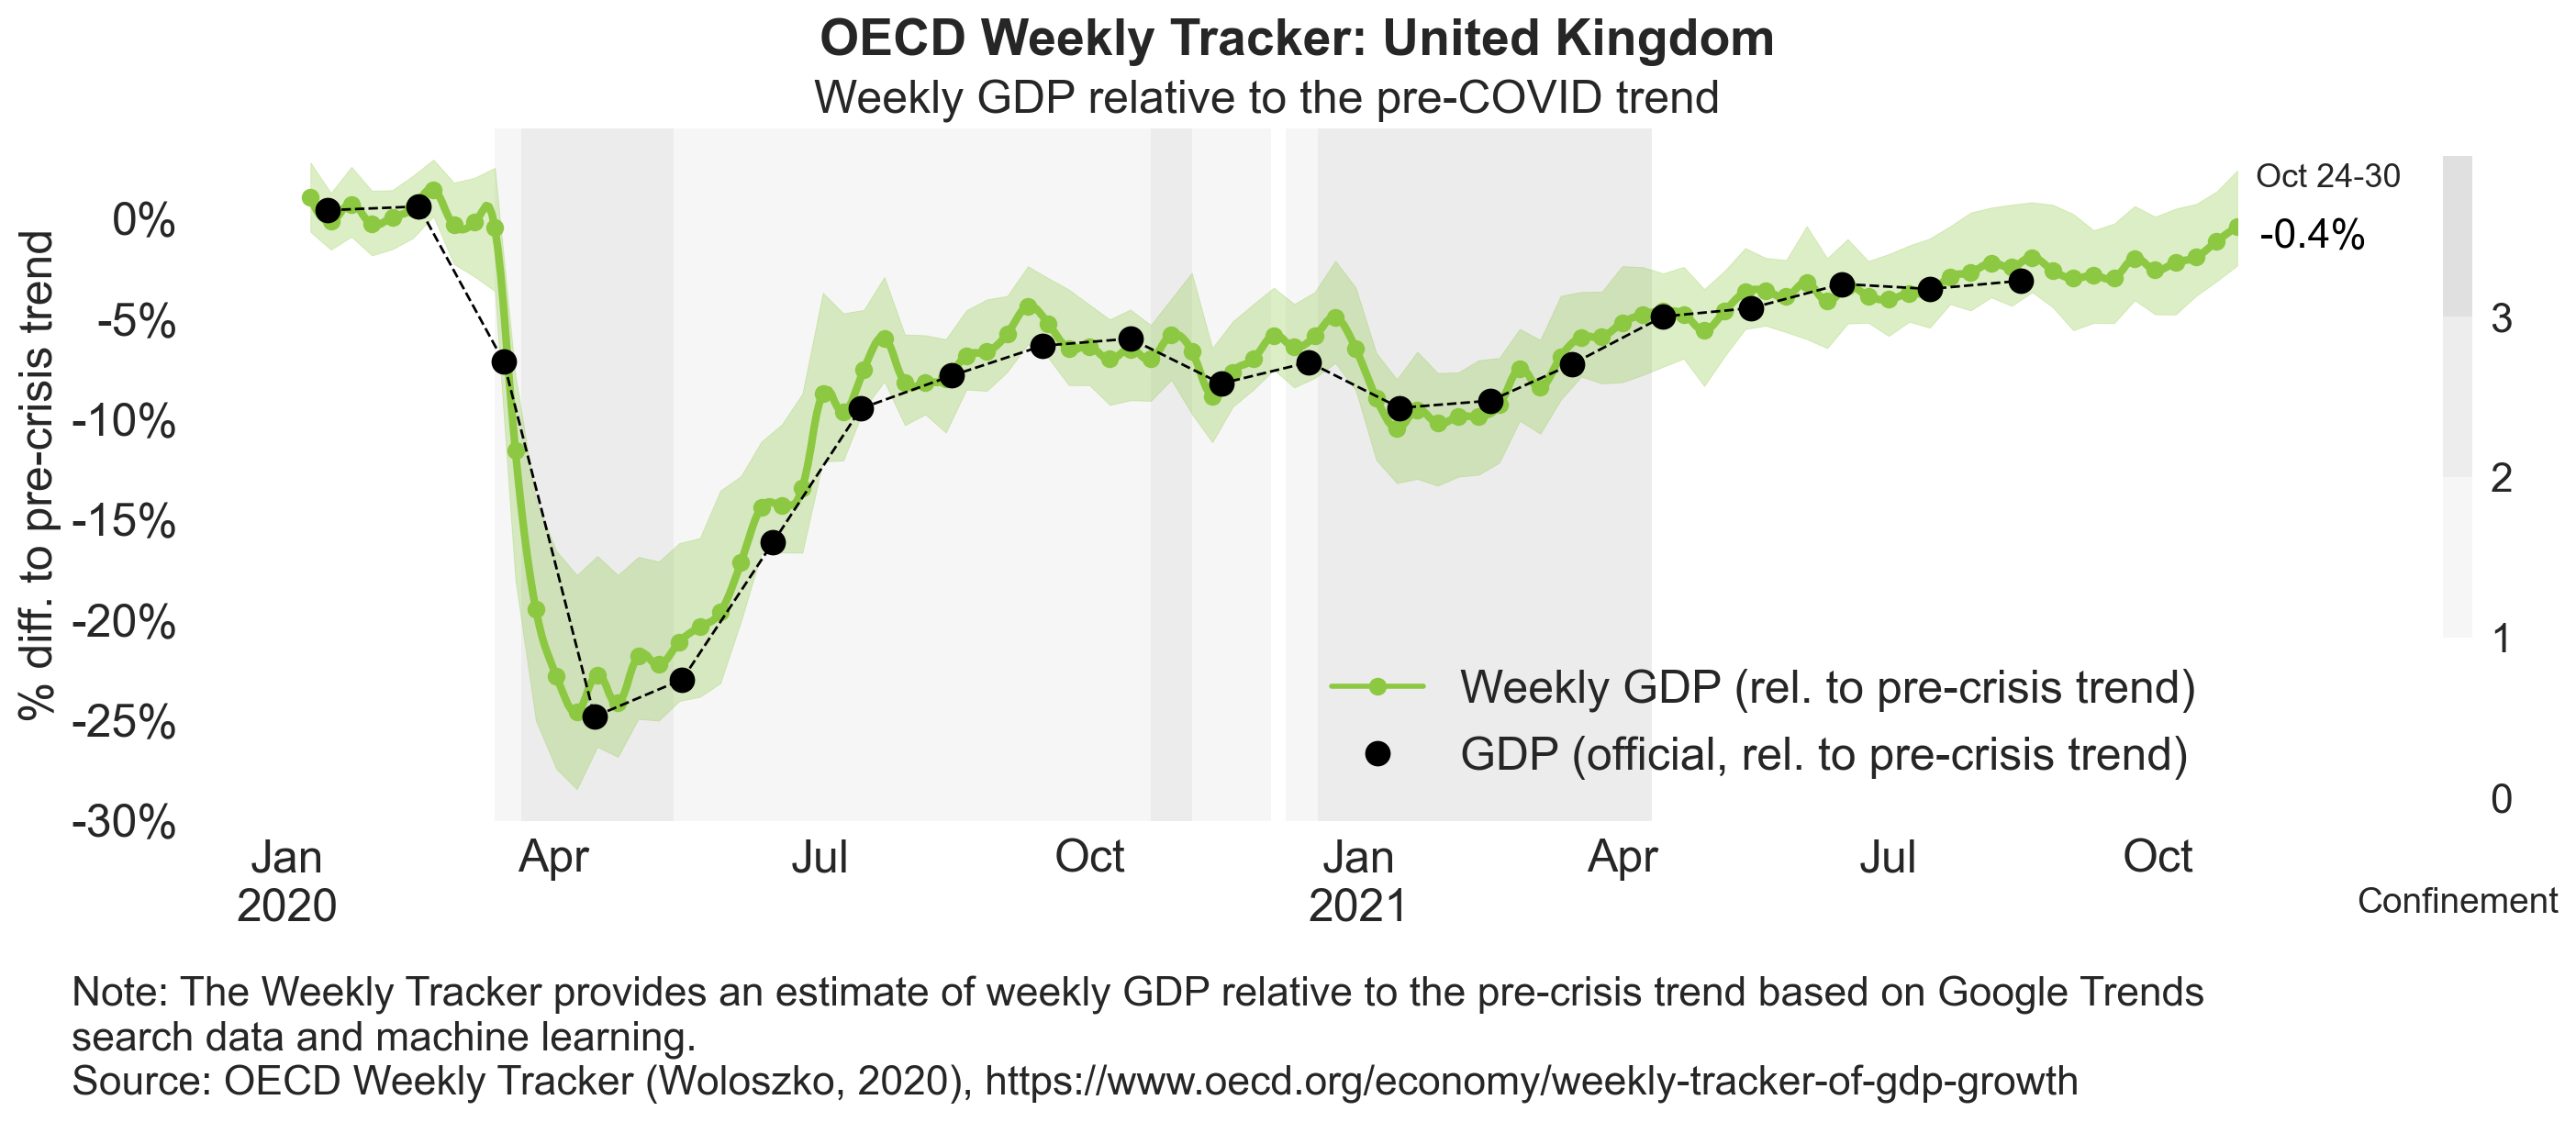 OECD Weekly Tracker: United Kingdom
Weekly GDP relative to the pre-COVID trend
% diff. to pre-crisis trend
0%
-5%
-10%
-15%
-20%
-25%
-30%
Oct 24-30
-0.4%
3
2
1
0
Confinement
Weekly GDP (rel. to pre-crisis trend)
GDP (official, rel. to pre-crisis trend)
Jan Apr Jul Oct Jan Apr Jul Oct
2020 2021
Note: The Weekly Tracker provides an estimate of weekly GDP relative to the pre-crisis trend based on Google Trends
search data and machine learning.
Source: OECD Weekly Tracker (Woloszko, 2020), https://www.oecd.org/economy/weekly-tracker-of-gdp-growth